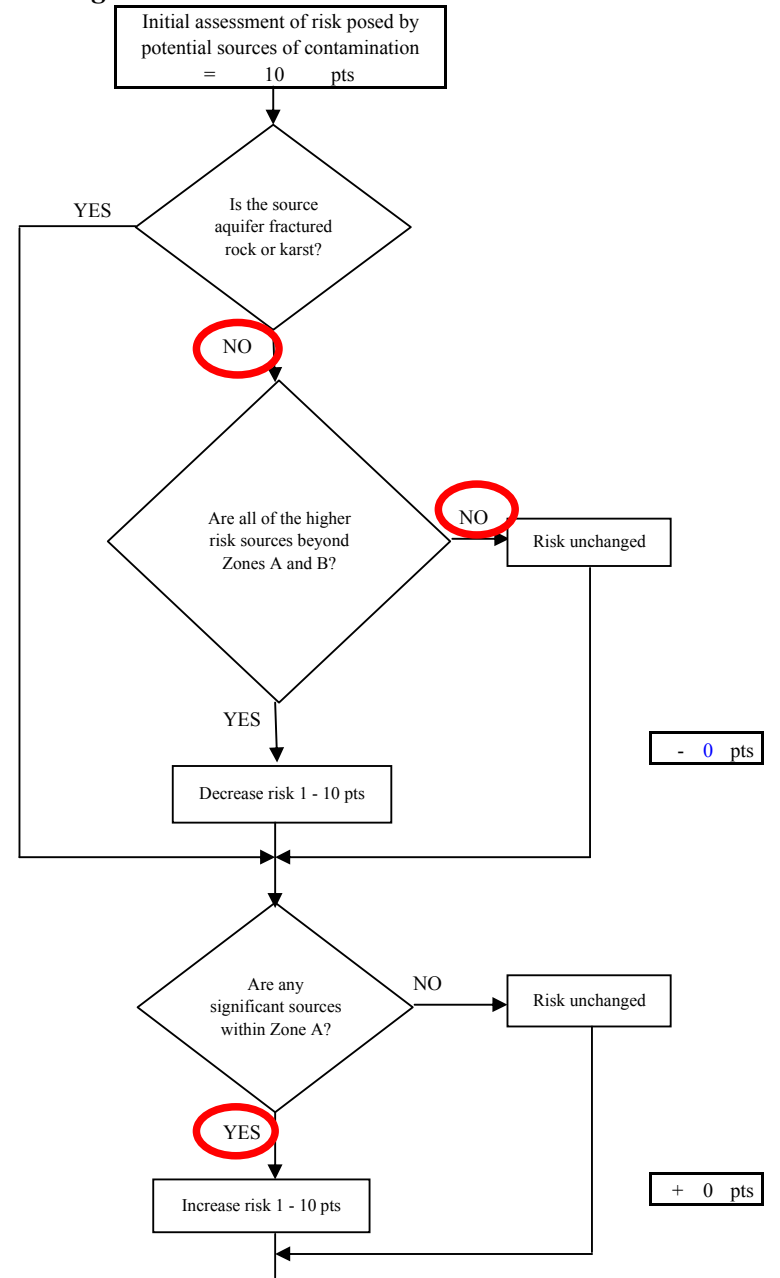 Initial assessment of risk posed by
potential sources of contamination
= 10 pts
Is the source
aquifer fractured
rock or karst?
YES
NO
Are all of the higher
risk sources beyond
Zones A and B?
NO
Risk unchanged
YES
- 0 pts
Decrease risk 1 - 10 pts
Are any
significant sources
within Zone A?
NO
Risk unchanged
YES
+ 0 pts
Increase risk 1 - 10 pts